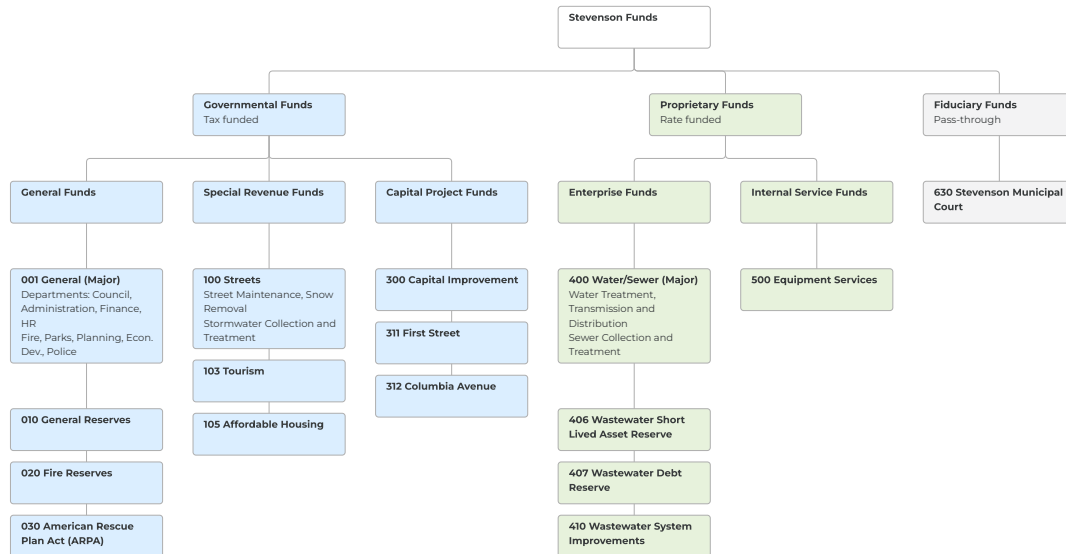 Stevenson Funds
Governmental Funds
Tax funded
Proprietary Funds
Rate funded
Fiduciary Funds
Pass-through
General Funds
Special Revenue Funds
Capital Project Funds
Enterprise Funds
Internal Service Funds
630 Stevenson Municipal
Court
001 General (Major)
Departments: Council,
Administration, Finance,
HR
Fire, Parks, Planning, Econ.
Dev., Police
100 Streets
Street Maintenance, Snow
Removal
Stormwater Collection and
Treatment
300 Capital Improvement
400 Water/Sewer (Major)
Water Treatment,
Transmission and
Distribution
Sewer Collection and
Treatment
500 Equipment Services
311 First Street
103 Tourism
312 Columbia Avenue
010 General Reserves
105 Affordable Housing
406 Wastewater Short
Lived Asset Reserve
020 Fire Reserves
407 Wastewater Debt
Reserve
030 American Rescue
Plan Act (ARPA)
410 Wastewater System
Improvements